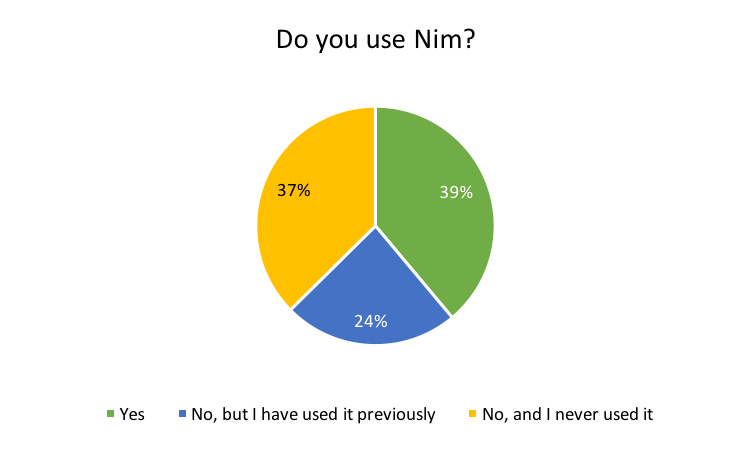 Do you use Nim?
37%
39%
24%
Yes
No, but I have used it previously
No, and I never used it